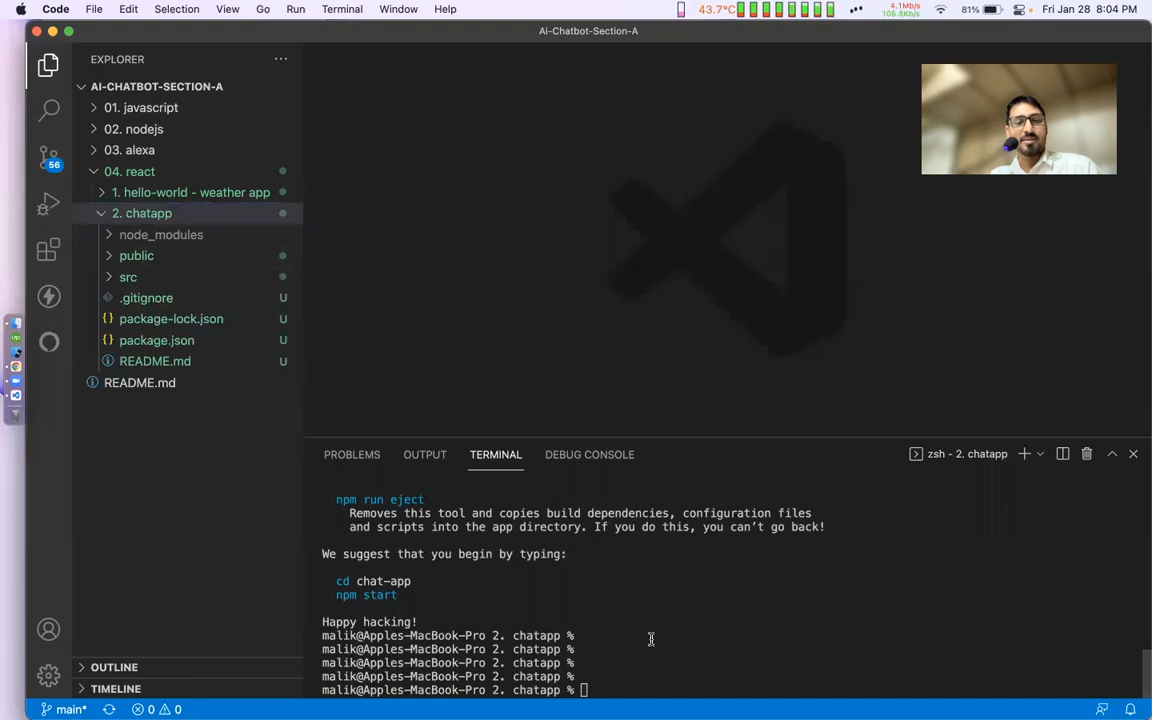 Code File Edit Selection View Go Run Terminal Window Help 43.7°C 4.1Mb/s 106.8Kb/s 81% Fri Jan 28 8:04 PM
Ai-Chatbot-Section-A
EXPLORER
AI-CHATBOT-SECTION-A
01. javascript
02. nodejs
03. alexa
56
04. react
1. hello-world - weather app
2. chatapp
node_modules
public
src
.gitignore U
{} package-lock.json U
{} package.json U
README.md U
README.md
PROBLEMS OUTPUT TERMINAL DEBUG CONSOLE zsh - 2. chatapp
npm run eject
Removes this tool and copies build dependencies, configuration files
and scripts into the app directory. If you do this, you can’t go back!
We suggest that you begin by typing:
cd chat-app
npm start
Happy hacking!
malik@Apples-MacBook-Pro 2. chatapp %
malik@Apples-MacBook-Pro 2. chatapp %
malik@Apples-MacBook-Pro 2. chatapp %
malik@Apples-MacBook-Pro 2. chatapp %
malik@Apples-MacBook-Pro 2. chatapp %
OUTLINE
TIMELINE
main* 0 0